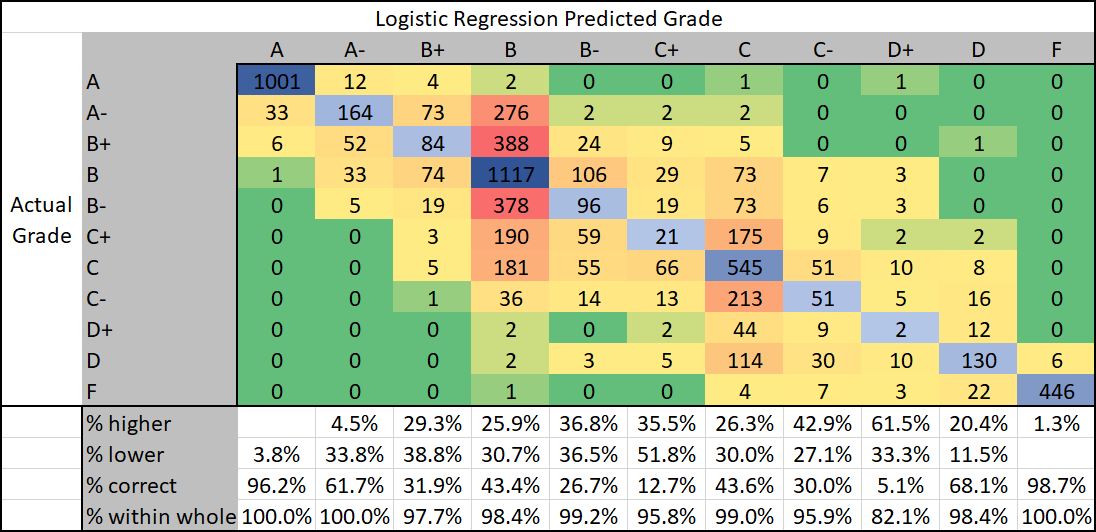 Logistic Regression Predicted Grade
A A- B+ B B- C+ C C- D+ D F
A 1001 12 4 2 0 0 1 0 1 0 0
A- 33 164 73 276 2 2 2 0 0 0 0
B+ 6 52 84 388 24 9 5 0 0 1 0
B 1 33 74 1117 106 29 73 7 3 0 0
Actual Grade
B- 0 5 19 378 96 19 73 6 3 0 0
C+ 0 0 3 190 59 21 175 9 2 2 0
C 0 0 5 181 55 66 545 51 10 8 0
C- 0 0 1 36 14 13 213 51 5 16 0
D+ 0 0 0 2 0 2 44 9 2 12 0
D 0 0 0 2 3 5 114 30 10 130 6
F 0 0 0 1 0 0 4 7 3 22 446
% higher 4.5% 29.3% 25.9% 36.8% 35.5% 26.3% 42.9% 61.5% 20.4% 1.3%
% lower 3.8% 33.8% 38.8% 30.7% 36.5% 51.8% 30.0% 27.1% 33.3% 11.5%
% correct 96.2% 61.7% 31.9% 43.4% 26.7% 12.7% 43.6% 30.0% 5.1% 68.1% 98.7%
% within whole 100.0% 100.0% 97.7% 98.4% 99.2% 95.8% 99.0% 95.9% 82.1% 98.4% 100.0%